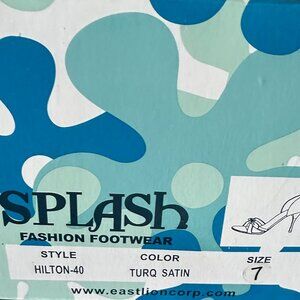 SPLASh
FASHION FOOTWEAR
STYLE COLOR SIZE
HILTON-40 TURQ SATIN 7
www.eastlioncorp.com